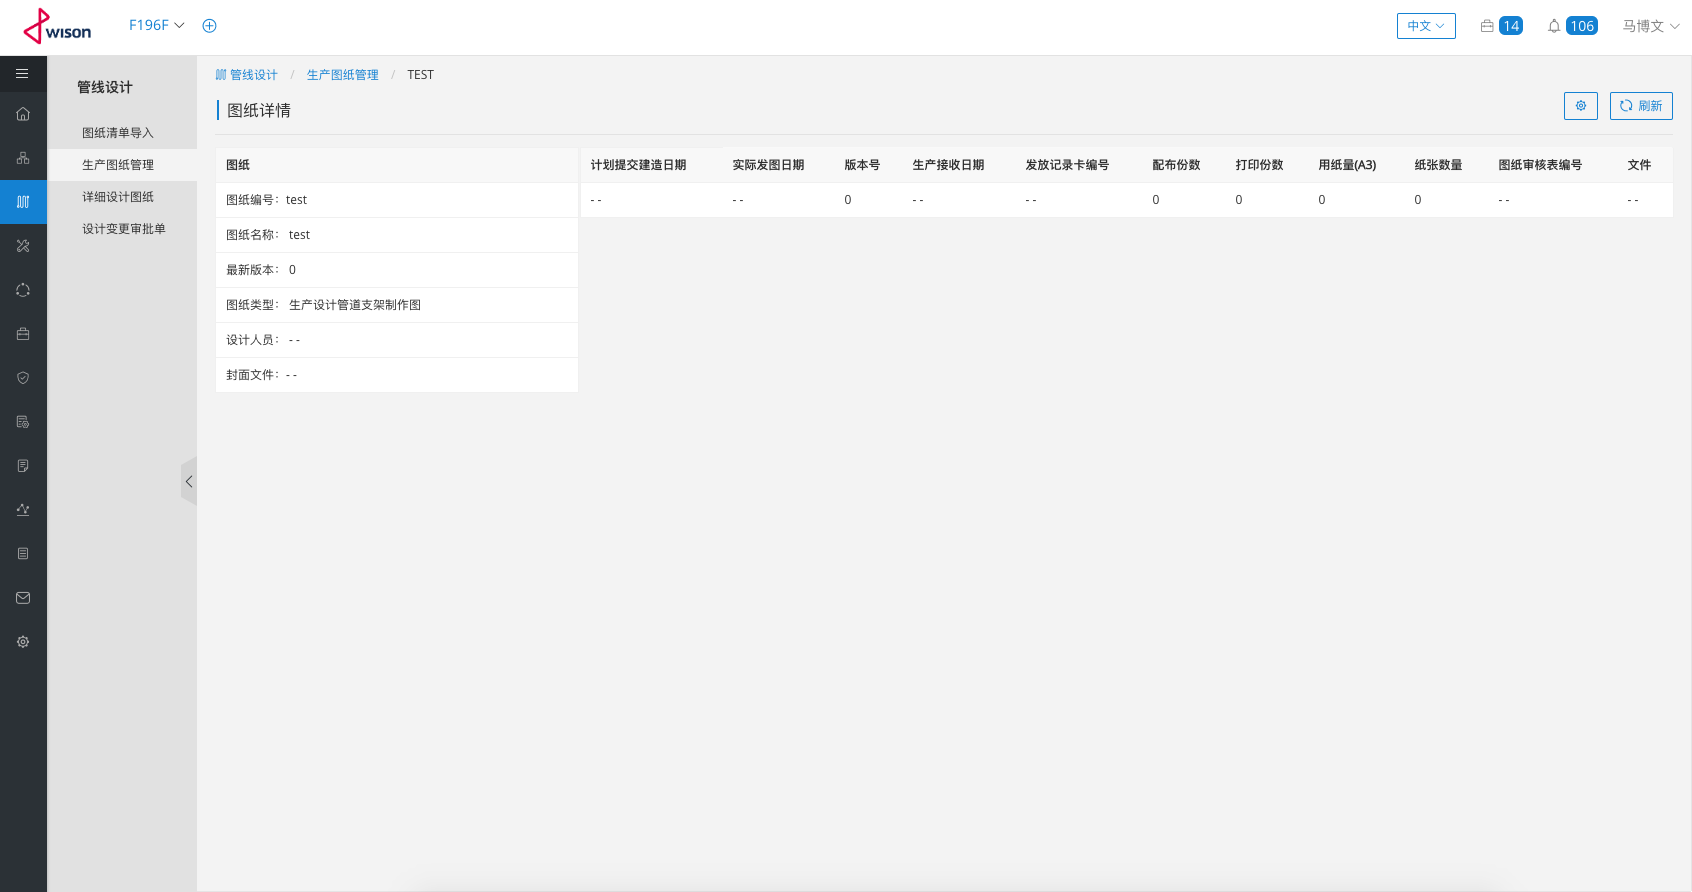 wison
F196F
中文
14
106
马博文
管线设计
图纸清单导入
生产图纸管理
详细设计图纸
设计变更审批单
管线设计 / 生产图纸管理 / TEST
图纸详情
刷新
图纸
图纸编号：test
图纸名称： test
最新版本： 0
图纸类型： 生产设计管道支架制作图
设计人员： - -
封面文件：- -
计划提交建造日期 实际发图日期 版本号 生产接收日期 发放记录卡编号 配布份数 打印份数 用纸量(A3) 纸张数量 图纸审核表编号 文件
- - - - 0 - - - - 0 0 0 0 - - - -